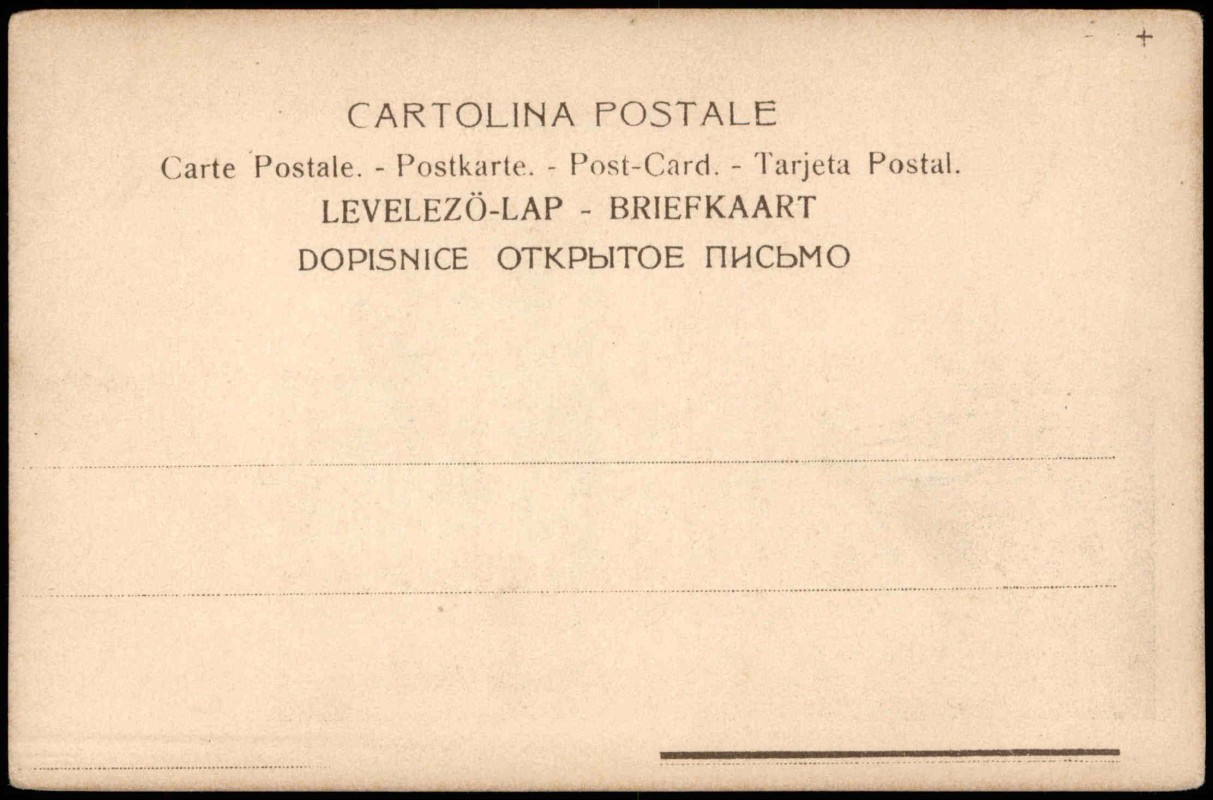 CARTOLINA POSTALE
Carte Postale. - Postkarte. - Post-Card. - Tarjeta Postal.
LEVELEZÖ-LAP - BRIEFKAART
DOPISNICE ОТКРЫТОЕ ПИСЬМО